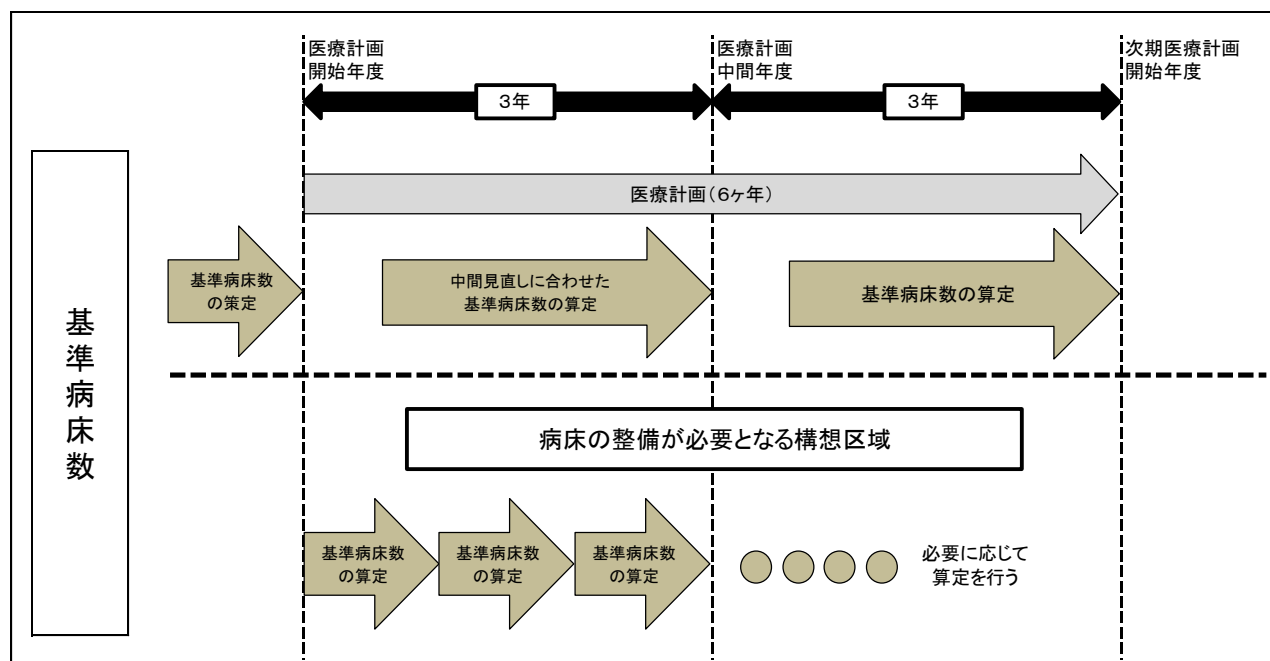 医療計画
開始年度
医療計画
中間年度
次期医療計画
開始年度
3年
3年
医療計画(6ヶ年)
基準病床数
の策定
中間見直しに合わせた
基準病床数の算定
基準病床数の算定
基準病床数
病床の整備が必要となる構想区域
基準病床数
の算定
基準病床数
の算定
基準病床数
の算定
必要に応じて
算定を行う